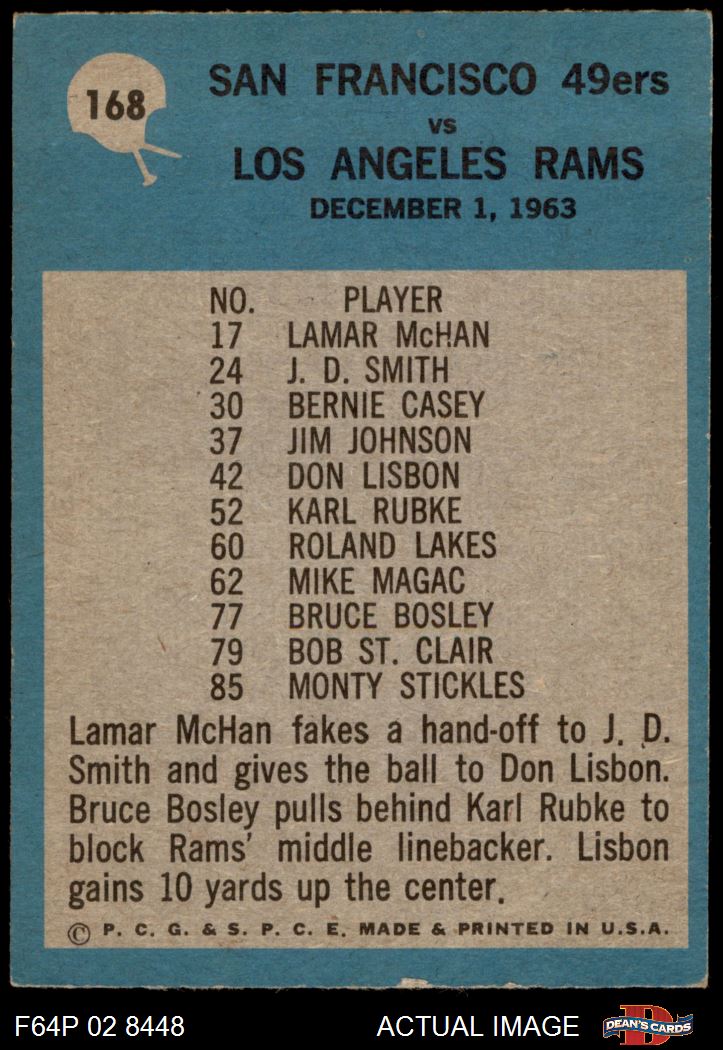 168
SAN FRANCISCO 49ers
vs
LOS ANGELES RAMS
DECEMBER 1, 1963
NO. PLAYER
17 LAMAR McHAN
24 J. D. SMITH
30 BERNIE CASEY
37 JIM JOHNSON
42 DON LISBON
52 KARL RUBKE
60 ROLAND LAKES
62 MIKE MAGAC
77 BRUCE BOSLEY
79 BOB ST. CLAIR
85 MONTY STICKLES
Lamar McHan fakes a hand-off to J. D.
Smith and gives the ball to Don Lisbon.
Bruce Bosley pulls behind Karl Rubke to
block Rams' middle linebacker. Lisbon
gains 10 yards up the center.
© P. C. G. & S. P. C. E. MADE & PRINTED IN U.S.A.
F64P 02 8448 ACTUAL IMAGE
D
DEAN'S CARDS